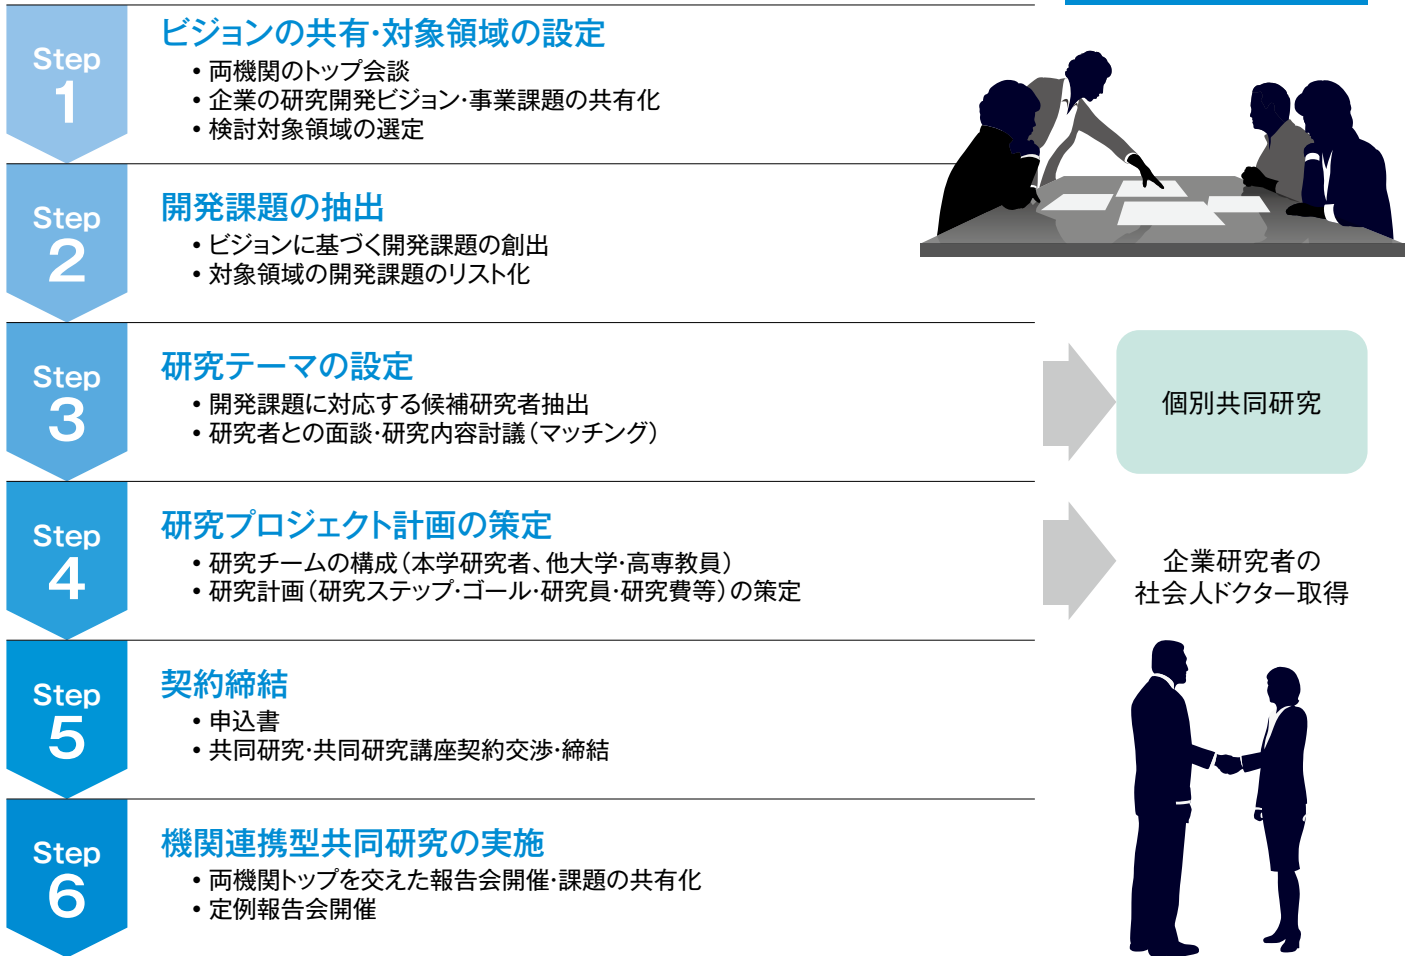 Step
1
ビジョンの共有･対象領域の設定
• 両機関のトップ会談
• 企業の研究開発ビジョン･事業課題の共有化
• 検討対象領域の選定
Step
2
開発課題の抽出
• ビジョンに基づく開発課題の創出
• 対象領域の開発課題のリスト化
Step
3
研究テーマの設定
• 開発課題に対応する候補研究者抽出
• 研究者との面談･研究内容討議（マッチング）
個別共同研究
Step
4
研究プロジェクト計画の策定
• 研究チームの構成（本学研究者、他大学･高専教員）
• 研究計画（研究ステップ･ゴール･研究員･研究費等）の策定
企業研究者の
社会人ドクター取得
Step
5
契約締結
• 申込書
• 共同研究･共同研究講座契約交渉･締結
Step
6
機関連携型共同研究の実施
• 両機関トップを交えた報告会開催･課題の共有化
• 定例報告会開催